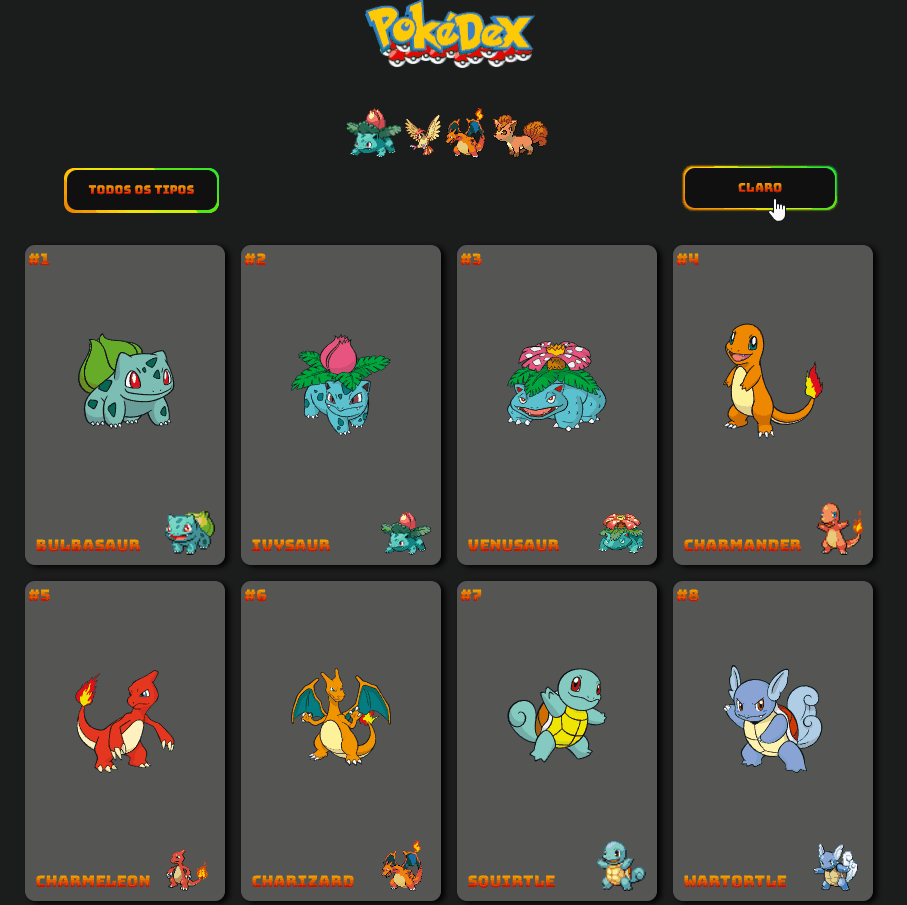 PokéDex
TODOS OS TIPOS
CLARO
#1
#2
#3
#4
BULBASAUR
IVYSAUR
VENUSAUR
CHARMANDER
#5
#6
#7
#8
CHARMELEON
CHARIZARD
SQUIRTLE
WARTORTLE